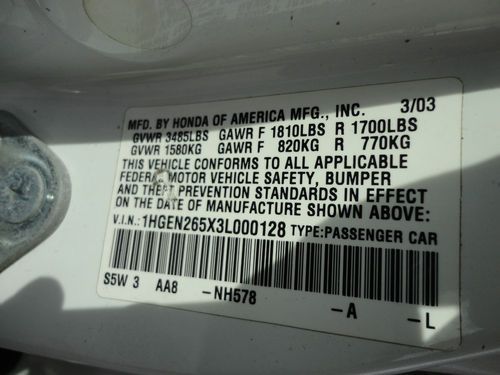 MFD. BY HONDA OF AMERICA MFG., INC. 3/03
GVWR 3485LBS GAWR F 1810LBS R 1700LBS
GVWR 1580KG GAWR F 820KG R 770KG
THIS VEHICLE CONFORMS TO ALL APPLICABLE
FEDERAL MOTOR VEHICLE SAFETY, BUMPER
AND THEFT PREVENTION STANDARDS IN EFFECT
ON THE DATE OF MANUFACTURE SHOWN ABOVE:
V.I.N.: 1HGEN265X3L000128 TYPE:PASSENGER CAR
S5W 3 AA8 -NH578 -A -L